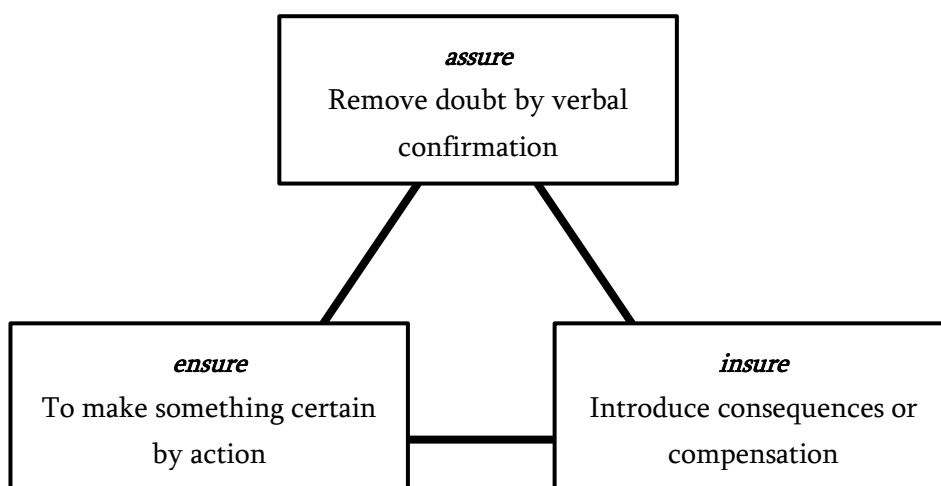 assure
Remove doubt by verbal
confirmation
ensure
To make something certain
by action
insure
Introduce consequences or
compensation